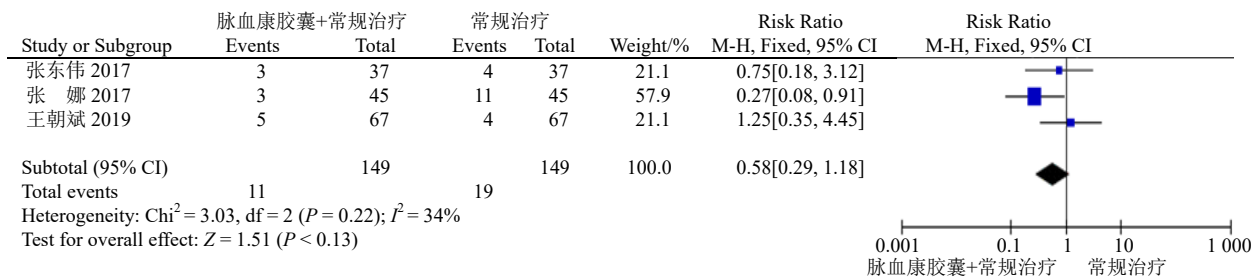 脉血康胶囊+常规治疗 常规治疗 Risk Ratio Risk Ratio
Study or Subgroup Events Total Events Total Weight/% M-H, Fixed, 95% CI M-H, Fixed, 95% CI
张东伟 2017 3 37 4 37 21.1 0.75[0.18, 3.12]
张 娜 2017 3 45 11 45 57.9 0.27[0.08, 0.91]
王朝斌 2019 5 67 4 67 21.1 1.25[0.35, 4.45]
Subtotal (95% CI) 149 149 100.0 0.58[0.29, 1.18]
Total events 11 19
Heterogeneity: Chi² = 3.03, df = 2 (P = 0.22); I² = 34%
Test for overall effect: Z = 1.51 (P < 0.13)
0.001 0.1 1 10 1 000
脉血康胶囊+常规治疗 常规治疗